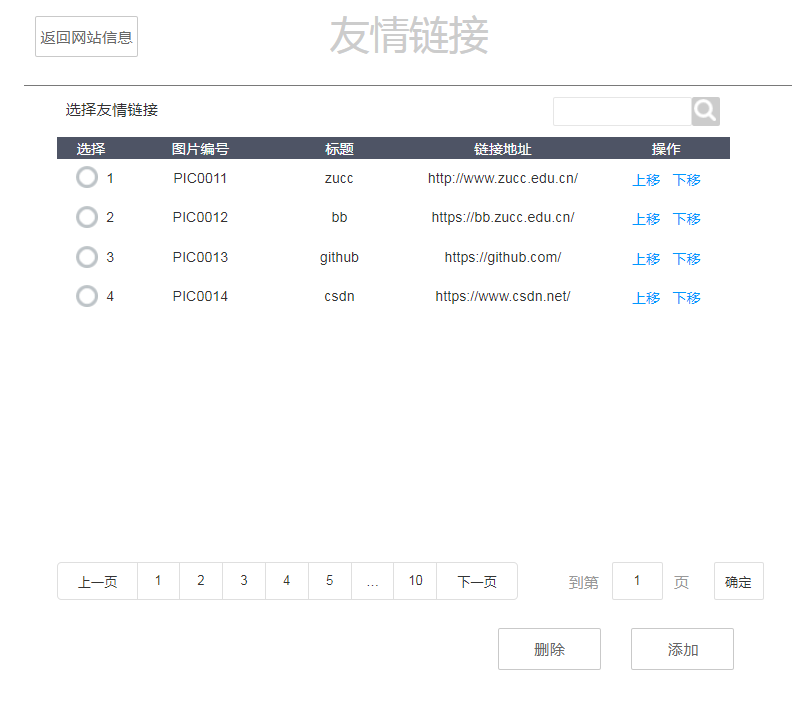 返回网站信息
友情链接
选择友情链接
选择 图片编号 标题 链接地址 操作
1 PIC0011 zucc http://www.zucc.edu.cn/ 上移 下移
2 PIC0012 bb https://bb.zucc.edu.cn/ 上移 下移
3 PIC0013 github https://github.com/ 上移 下移
4 PIC0014 csdn https://www.csdn.net/ 上移 下移
上一页 1 2 3 4 5 ... 10 下一页 到第 1 页 确定
删除 添加